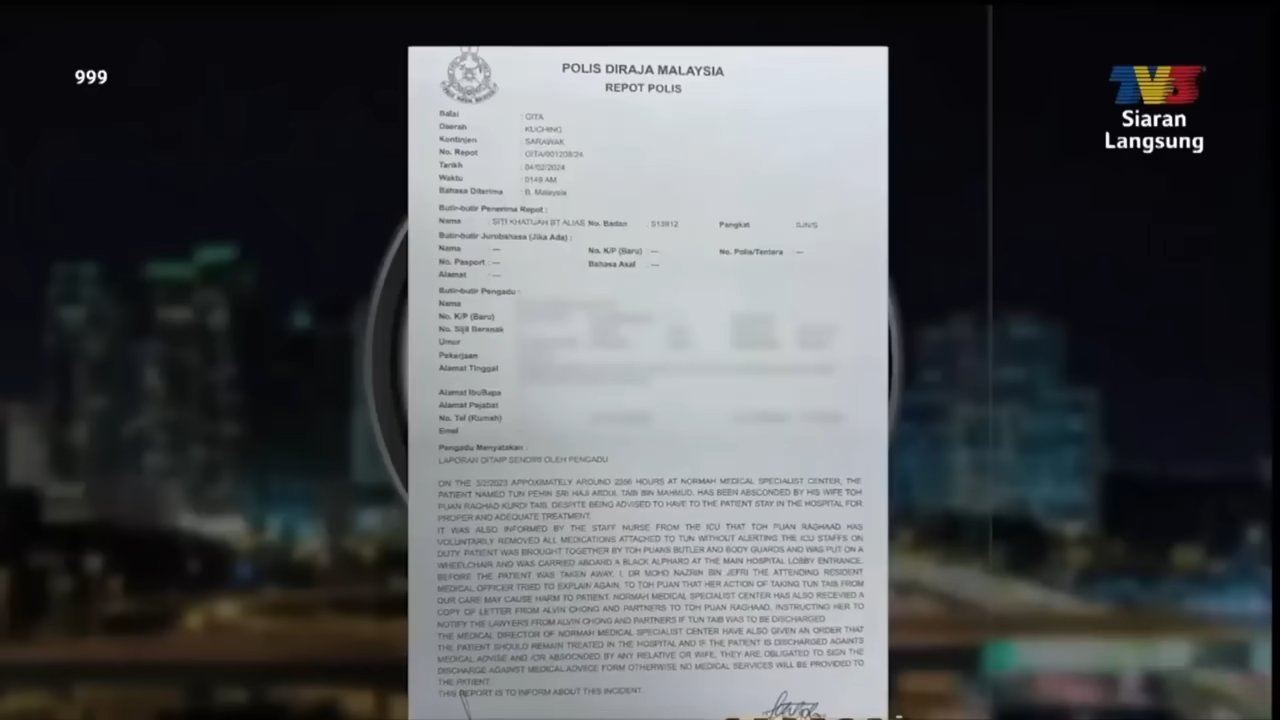 999
TV3
Siaran
Langsung
POLIS DIRAJA MALAYSIA
REPOT POLIS
Balai : GITA
Daerah : KUCHING
Kontinjen : SARAWAK
No. Repot : GITA/001208/24
Tarikh : 04/02/2024
Waktu : 0149 AM
Bahasa Diterima : B. Malaysia
Butir-butir Penerima Repot :
Name : SITI KHATIJAH BT ALIAS No. Badan S13912 Pangkat SJN/S
Butir-butir Jurubahasa (Jika Ada) :
Nama --- No. K/P (Baru) --- No. Polis/Tentera ---
No. Pasport --- Bahasa Asal ---
Alamat : ---
Butir-butir Pengadu :
Nama
No. K/P (Baru)
No. Sijil Beranak
Umur
Pekerjaan
Alamat Tinggal
Alamat IbuBapa
Alamat Pejabat
No. Tel (Rumah)
Emel
Pengadu Menyatakan :
LAPORAN DITAIP SENDIRI OLEH PENGADU
ON THE 3/2/2023 APPOXIMATELY AROUND 2256 HOURS AT NORMAH MEDICAL SPECIALIST CENTER, THE
PATIENT NAMED TUN PEHIN SRI HAJI ABDUL TAIB BIN MAHMUD, HAS BEEN ABSCONDED BY HIS WIFE TOH
PUAN RAGHAD KURDI TAIB, DESPITE BEING ADVISED TO HAVE TO THE PATIENT STAY IN THE HOSPITAL FOR
PROPER AND ADEQUATE TREATMENT.
IT WAS ALSO INFORMED BY THE STAFF NURSE FROM THE ICU THAT TOH PUAN RAGHAAD HAS
VOLUNTARILY REMOVED ALL MEDICATIONS ATTACHED TO TUN WITHOUT ALERTING THE ICU STAFFS ON
DUTY. PATIENT WAS BROUGHT TOGETHER BY TOH PUANS BUTLER AND BODY GUARDS AND WAS PUT ON A
WHEELCHAIR AND WAS CARRIED ABOARD A BLACK ALPHARD AT THE MAIN HOSPITAL LOBBY ENTRANCE.
BEFORE THE PATIENT WAS TAKEN AWAY, I, DR MOHD NAZRIN BIN JEFRI THE ATTENDING RESIDENT
MEDICAL OFFICER TRIED TO EXPLAIN AGAIN, TO TOH PUAN THAT HER ACTION OF TAKING TUN TAIB FROM
OUR CARE MAY CAUSE HARM TO PATIENT. NORMAH MEDICAL SPECIALIST CENTER HAS ALSO RECEVIED A
COPY OF LETTER FROM ALVIN CHONG AND PARTNERS TO TOH PUAN RAGHAAD, INSTRUCTING HER TO
NOTIFY THE LAWYERS FROM ALVIN CHONG AND PARTNERS IF TUN TAIB WAS TO BE DISCHARGED
THE MEDICAL DIRECTOR OF NORMAH MEDICAL SPECIALIST CENTER HAVE ALSO GIVEN AN ORDER THAT
THE PATIENT SHOULD REMAIN TREATED IN THE HOSPITAL AND IF THE PATIENT IS DISCHARGED AGAINTS
MEDICAL ADVISE AND /OR ABSOCNDED BY ANY RELATIVE OR WIFE, THEY ARE OBLIGATED TO SIGN THE
DISCHARGE AGAINST MEDICAL ADVICE FORM OTHERWISE NO MEDICAL SERVICES WILL BE PROVIDED TO
THE PATIENT.
THIS REPORT IS TO INFORM ABOUT THIS INCIDENT.